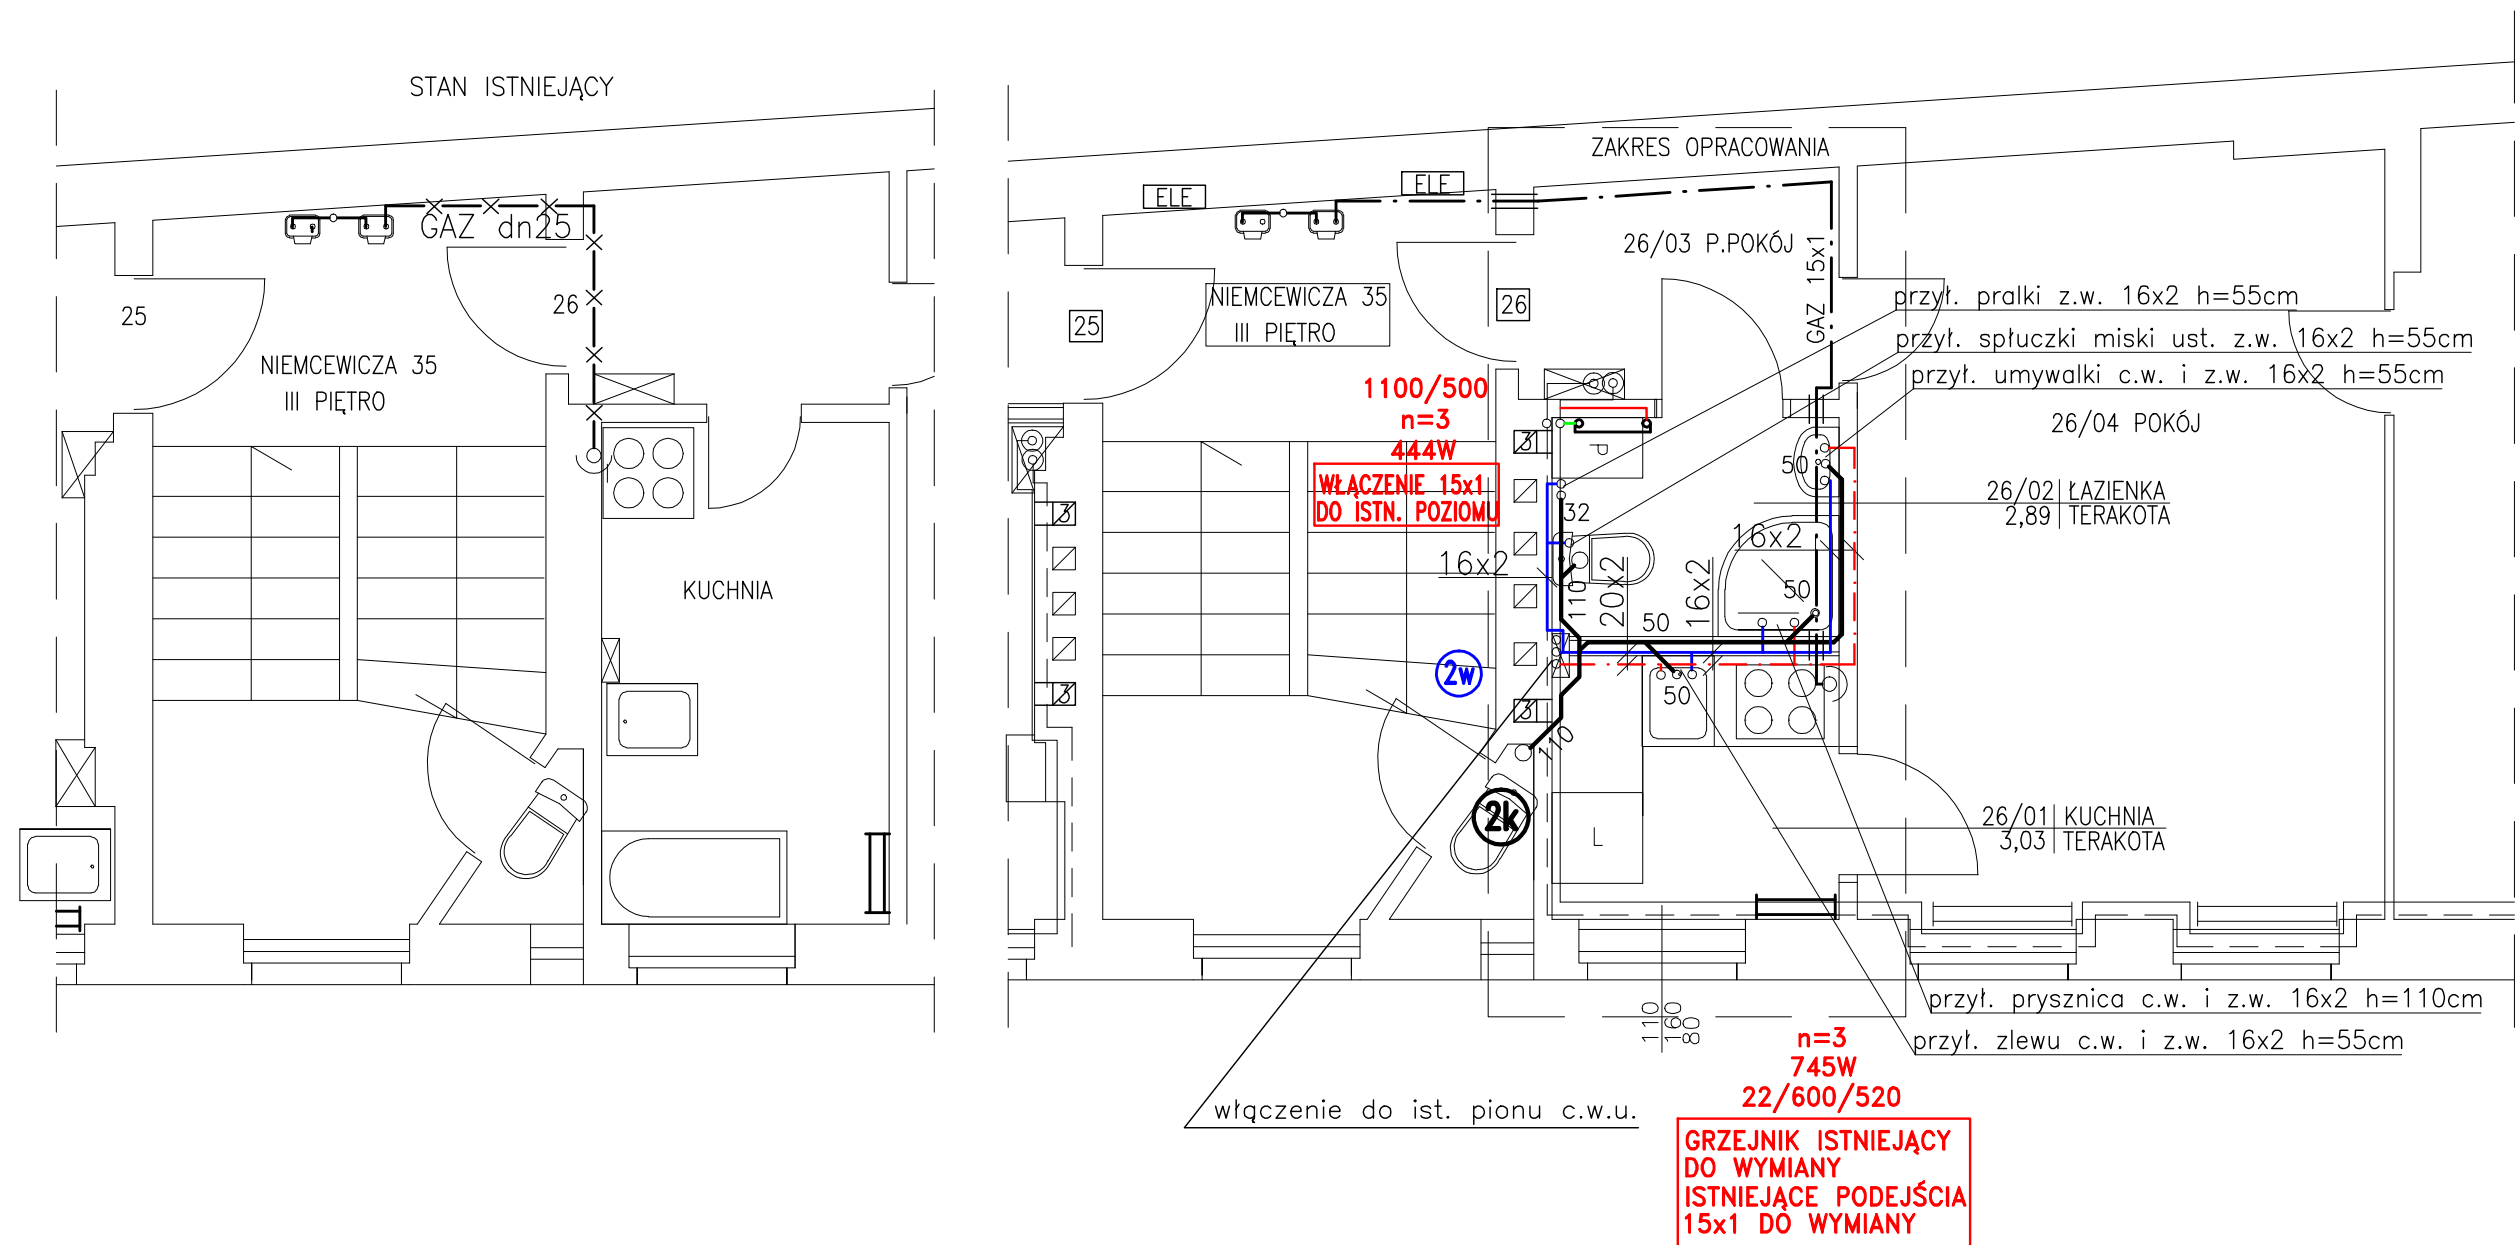 STAN ISTNIEJĄCY
GAZ dn25
25
26
NIEMCEWICZA 35
III PIĘTRO
KUCHNIA
ZAKRES OPRACOWANIA
ELE
ELE
26/03 P.POKÓJ
GAZ 15x1
NIEMCEWICZA 35
III PIĘTRO
25
26
przył. pralki z.w. 16x2 h=55cm
przył. spłuczki miski ust. z.w. 16x2 h=55cm
przył. umywalki c.w. i z.w. 16x2 h=55cm
26/04 POKÓJ
1100/500
n=3
444W
WŁĄCZENIE 15x1
DO ISTN. POZIOMU
3
3
3
3
P
50
32
26/02 ŁAZIENKA
2,89 TERAKOTA
16x2
16x2
110
20x2
16x2
50
50
50
2w
110
2k
L
26/01 KUCHNIA
3,03 TERAKOTA
przył. prysznica c.w. i z.w. 16x2 h=110cm
przył. zlewu c.w. i z.w. 16x2 h=55cm
110
160
80
n=3
745W
22/600/520
włączenie do ist. pionu c.w.u.
GRZEJNIK ISTNIEJĄCY
DO WYMIANY
ISTNIEJĄCE PODEJŚCIA
15x1 DO WYMIANY